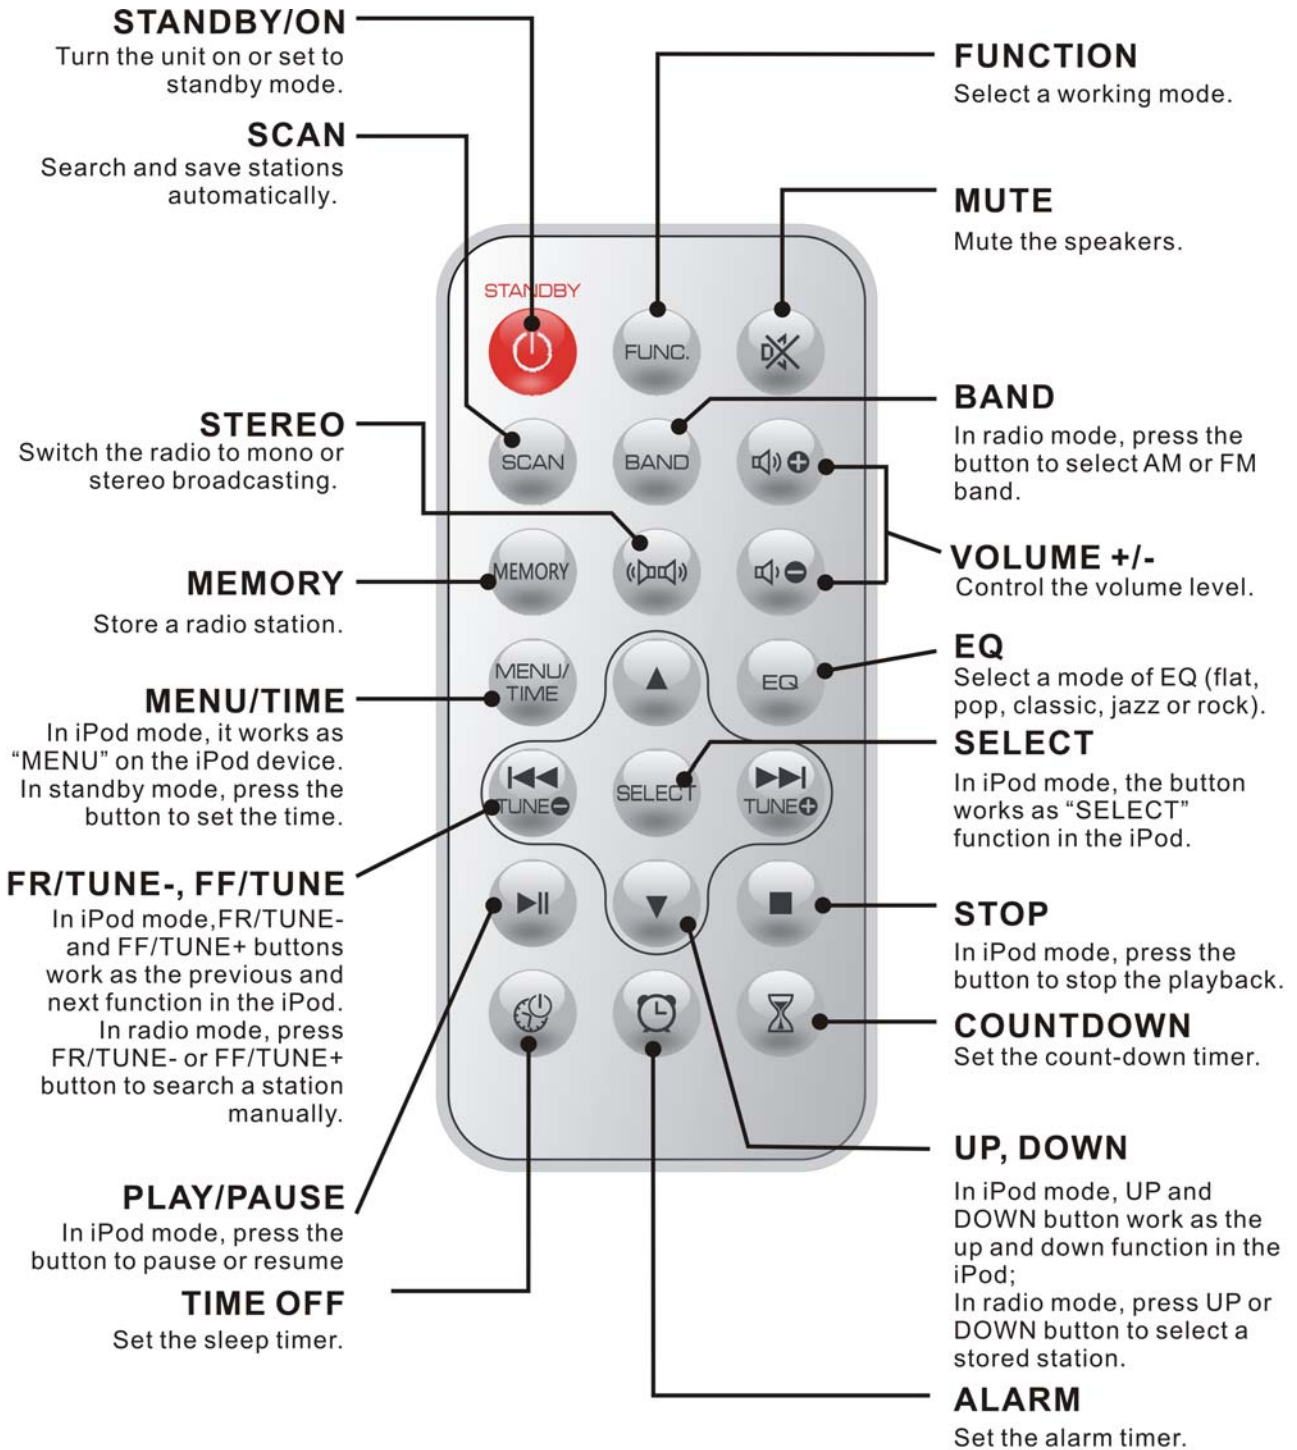 STANDBY/ON
Turn the unit on or set to
standby mode.
SCAN
Search and save stations
automatically.
STEREO
Switch the radio to mono or
stereo broadcasting.
MEMORY
Store a radio station.
MENU/TIME
In iPod mode, it works as
“MENU” on the iPod device.
In standby mode, press the
button to set the time.
FR/TUNE-, FF/TUNE
In iPod mode,FR/TUNE-
and FF/TUNE+ buttons
work as the previous and
next function in the iPod.
In radio mode, press
FR/TUNE- or FF/TUNE+
button to search a station
manually.
PLAY/PAUSE
In iPod mode, press the
button to pause or resume
TIME OFF
Set the sleep timer.
STANDBY
FUNC.
SCAN
BAND
MEMORY
MENU/
TIME
EQ
TUNE-
SELECT
TUNE+
FUNCTION
Select a working mode.
MUTE
Mute the speakers.
BAND
In radio mode, press the
button to select AM or FM
band.
VOLUME +/-
Control the volume level.
EQ
Select a mode of EQ (flat,
pop, classic, jazz or rock).
SELECT
In iPod mode, the button
works as “SELECT”
function in the iPod.
STOP
In iPod mode, press the
button to stop the playback.
COUNTDOWN
Set the count-down timer.
UP, DOWN
In iPod mode, UP and
DOWN button work as the
up and down function in the
iPod;
In radio mode, press UP or
DOWN button to select a
stored station.
ALARM
Set the alarm timer.